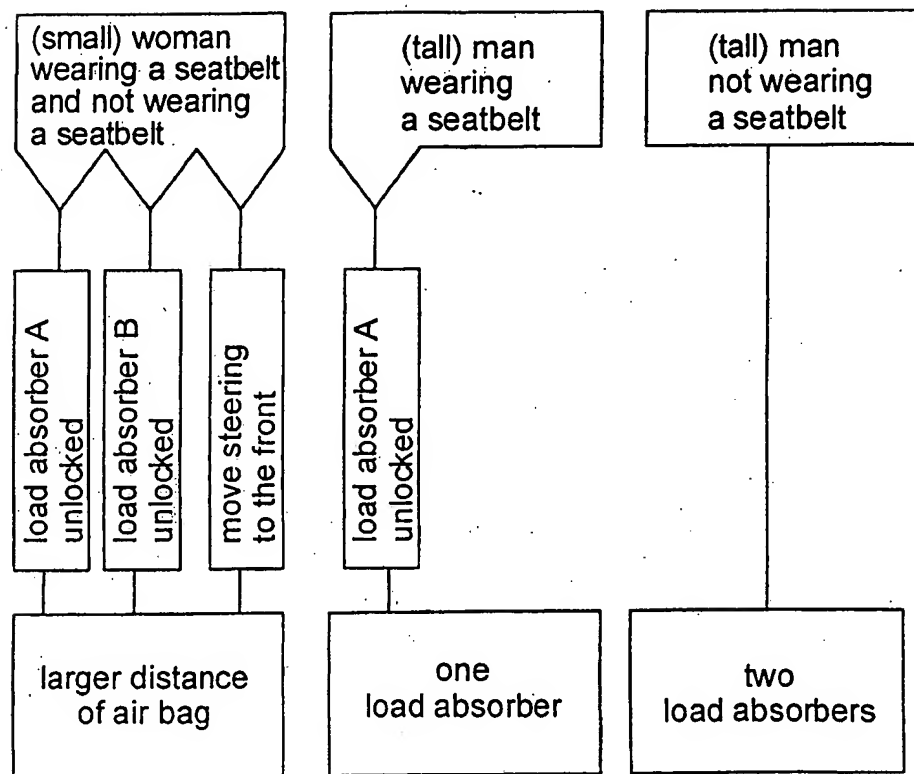 (small) woman
wearing a seatbelt
and not wearing
a seatbelt
(tall) man
wearing
a seatbelt
(tall) man
not wearing
a seatbelt
load absorber A
unlocked
load absorber B
unlocked
move steering
to the front
load absorber A
unlocked
larger distance
of air bag
one
load absorber
two
load absorbers